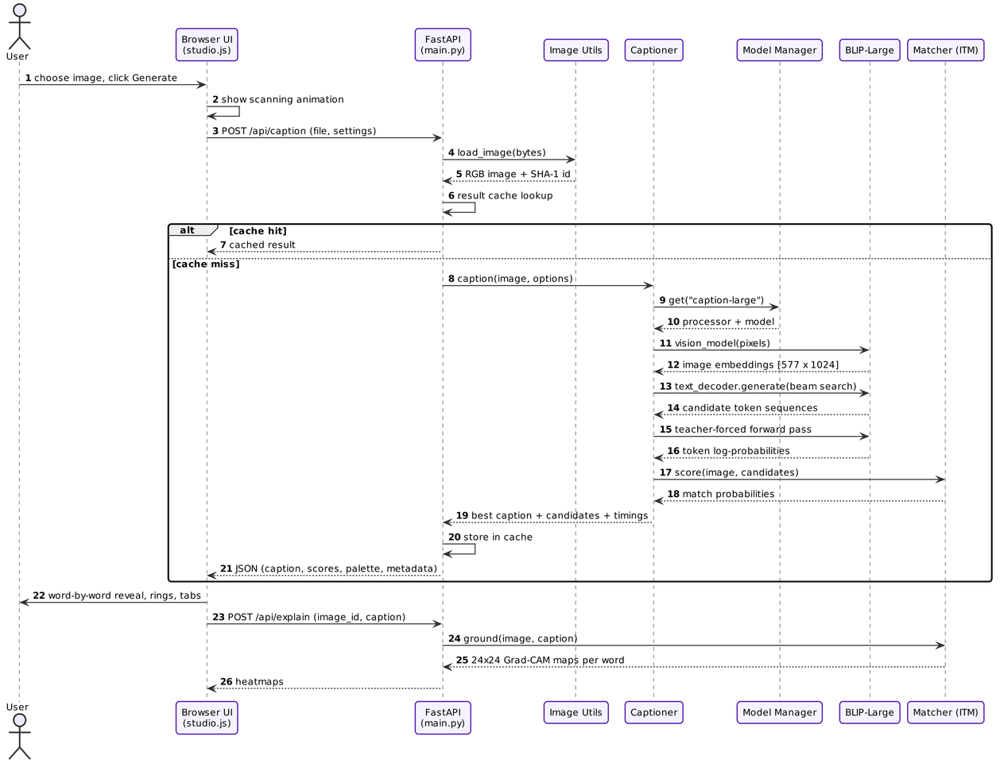 User
Browser UI
(studio.js)
FastAPI
(main.py)
Image Utils
Captioner
Model Manager
BLIP-Large
Matcher (ITM)
1 choose image, click Generate
2 show scanning animation
3 POST /api/caption (file, settings)
4 load_image(bytes)
5 RGB image + SHA-1 id
6 result cache lookup
alt [cache hit]
7 cached result
[cache miss]
8 caption(image, options)
9 get("caption-large")
10 processor + model
11 vision_model(pixels)
12 image embeddings [577 x 1024]
13 text_decoder.generate(beam search)
14 candidate token sequences
15 teacher-forced forward pass
16 token log-probabilities
17 score(image, candidates)
18 match probabilities
19 best caption + candidates + timings
20 store in cache
21 JSON (caption, scores, palette, metadata)
22 word-by-word reveal, rings, tabs
23 POST /api/explain (image_id, caption)
24 ground(image, caption)
25 24x24 Grad-CAM maps per word
26 heatmaps
User
Browser UI
(studio.js)
FastAPI
(main.py)
Image Utils
Captioner
Model Manager
BLIP-Large
Matcher (ITM)